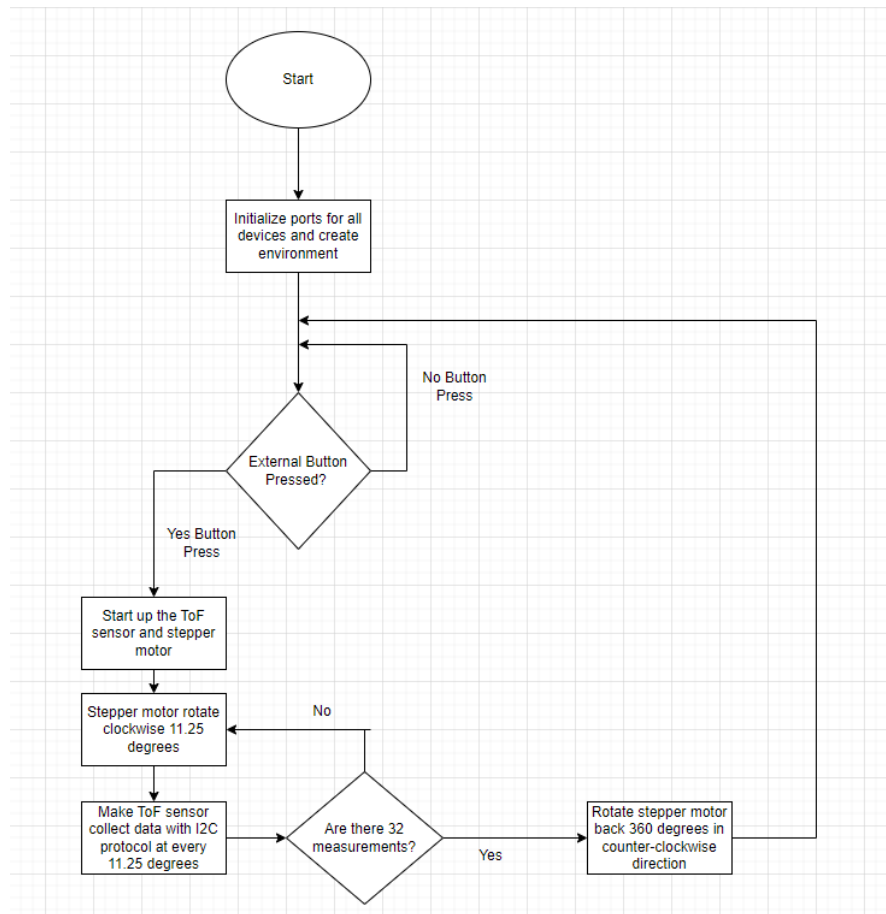 Start
Initialize ports for all
devices and create
environment
No Button
Press
External Button
Pressed?
Yes Button
Press
Start up the ToF
sensor and stepper
motor
Stepper motor rotate
clockwise 11.25
degrees
No
Make ToF sensor
collect data with I2C
protocol at every
11.25 degrees
Are there 32
measurements?
Yes
Rotate stepper motor
back 360 degrees in
counter-clockwise
direction